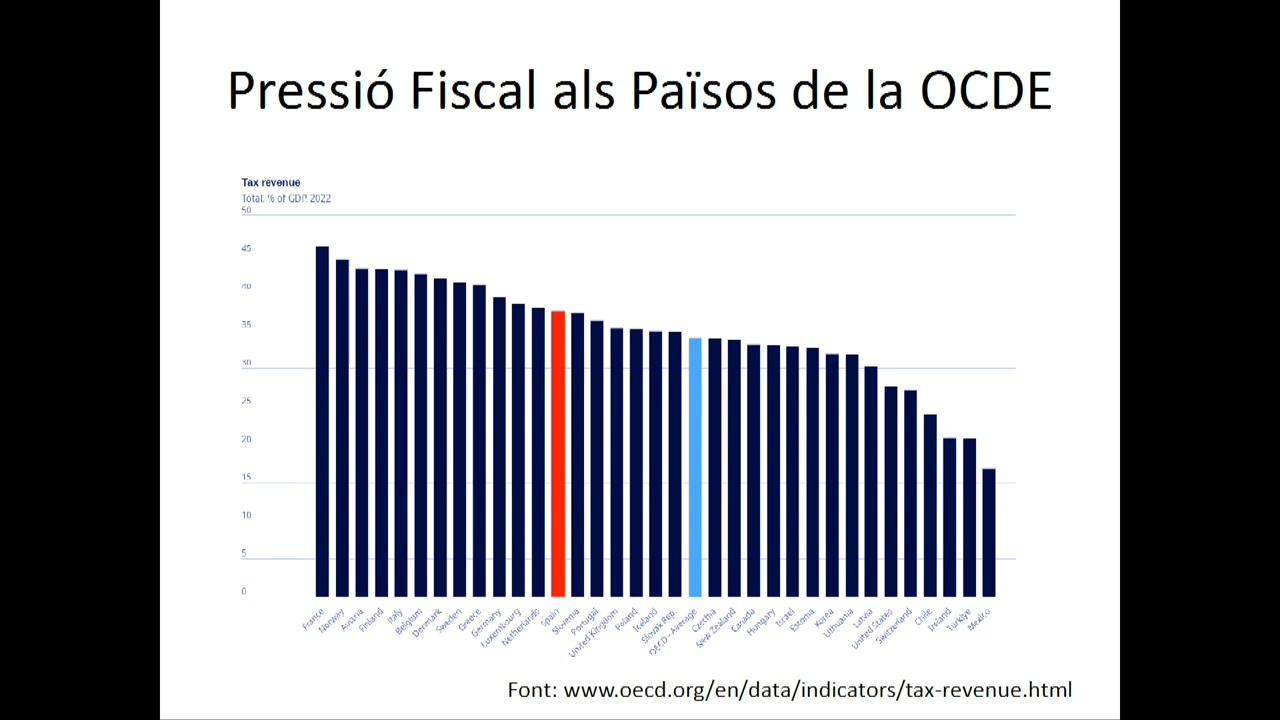 Pressió Fiscal als Països de la OCDE
Tax revenue
Total, % of GDP, 2022
50
45
40
35
30
25
20
15
10
5
0
France
Norway
Austria
Finland
Italy
Belgium
Denmark
Sweden
Greece
Germany
Luxembourg
Netherlands
Spain
Slovenia
Portugal
United Kingdom
Poland
Iceland
Slovak Rep.
OECD - Average
Czechia
New Zealand
Canada
Hungary
Israel
Estonia
Korea
Lithuania
Latvia
United States
Switzerland
Chile
Ireland
Türkiye
Mexico
Font: www.oecd.org/en/data/indicators/tax-revenue.html